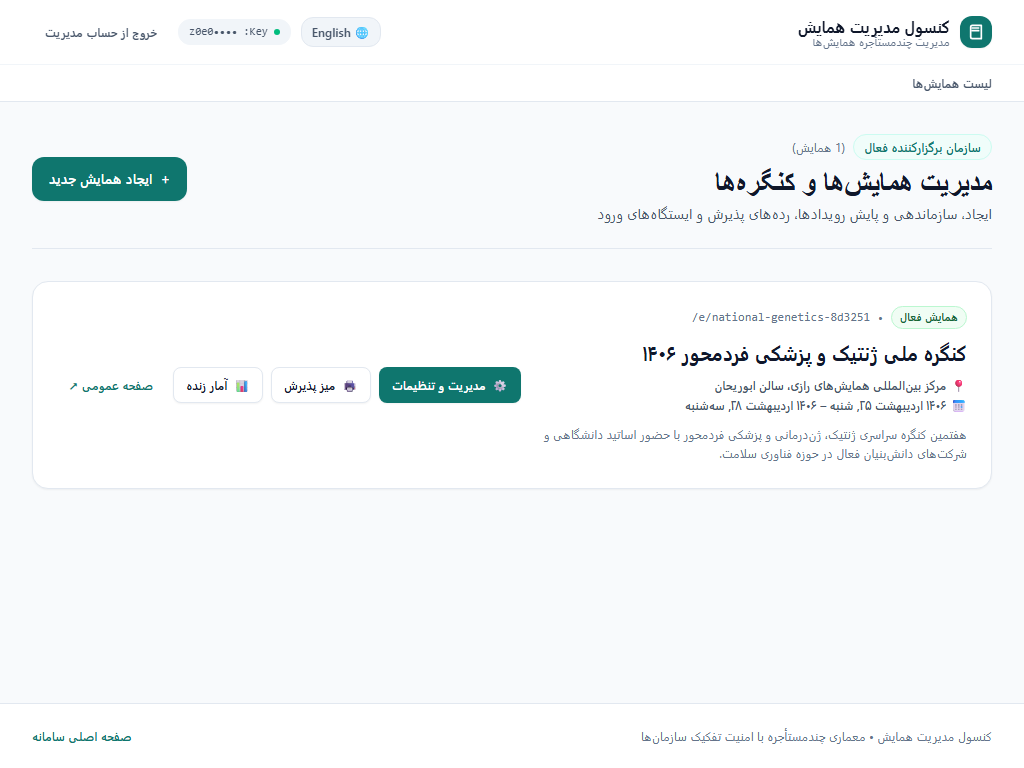 کنسول مدیریت همایش
مدیریت چندمستأجره همایش‌ها
English
Key: z0e0••••
خروج از حساب مدیریت
لیست همایش‌ها
سازمان برگزارکننده فعال
(1 همایش)
مدیریت همایش‌ها و کنگره‌ها
ایجاد، سازماندهی و پایش رویدادها، رده‌های پذیرش و ایستگاه‌های ورود
+ ایجاد همایش جدید
همایش فعال • /e/national-genetics-8d3251
کنگره ملی ژنتیک و پزشکی فردمحور ۱۴۰۶
مرکز بین‌المللی همایش‌های رازی، سالن ابوریحان
۱۴۰۶ اردیبهشت ۲۵, شنبه – ۱۴۰۶ اردیبهشت ۲۸, سه‌شنبه
هفتمین کنگره سراسری ژنتیک، ژن‌درمانی و پزشکی فردمحور با حضور اساتید دانشگاهی و
شرکت‌های دانش‌بنیان فعال در حوزه فناوری سلامت.
مدیریت و تنظیمات
میز پذیرش
آمار زنده
صفحه عمومی ↗
کنسول مدیریت همایش • معماری چندمستأجره با امنیت تفکیک سازمان‌ها
صفحه اصلی سامانه